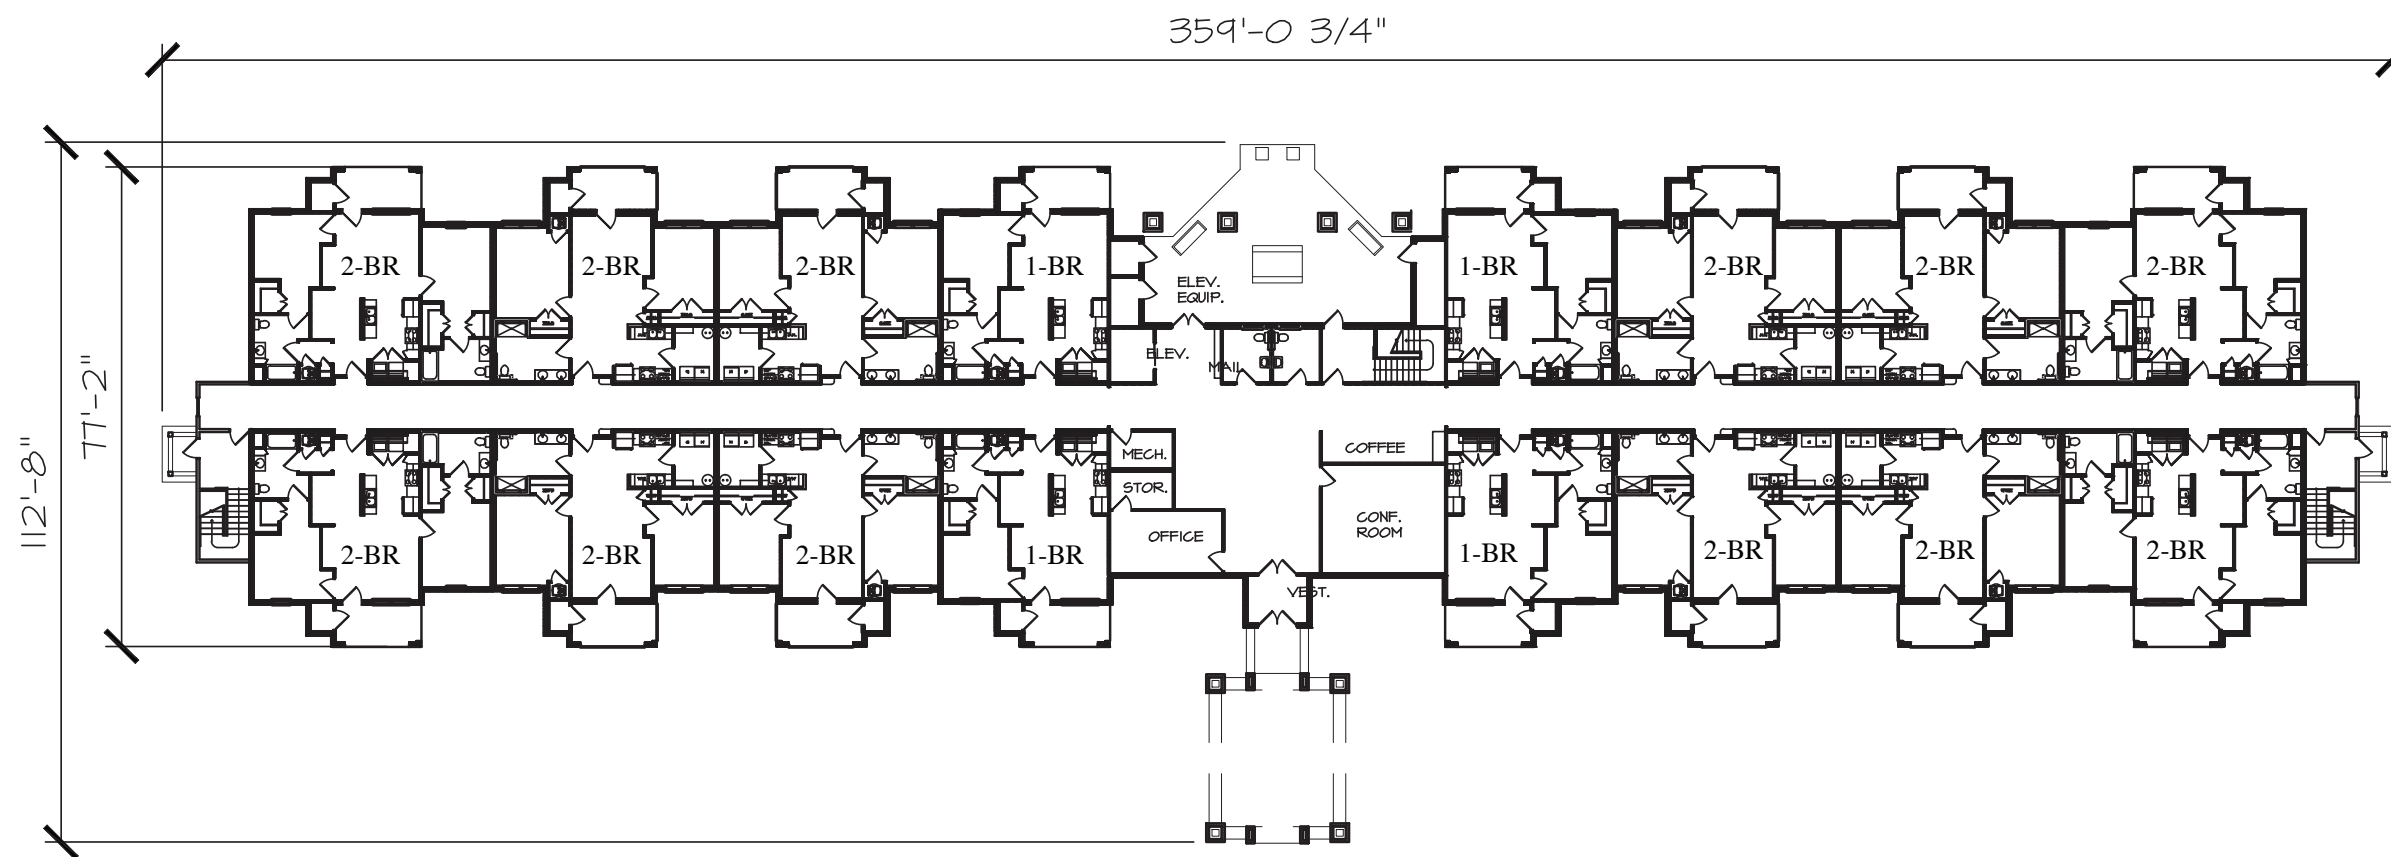 359'-0 3/4"
2-BR
2-BR
2-BR
1-BR
1-BR
2-BR
2-BR
2-BR
ELEV.
EQUIP.
ELEV.
MAIL
77'-2"
112'-8"
MECH.
COFFEE
STOR.
OFFICE
CONF.
ROOM
2-BR
2-BR
2-BR
1-BR
1-BR
2-BR
2-BR
2-BR
VEST.